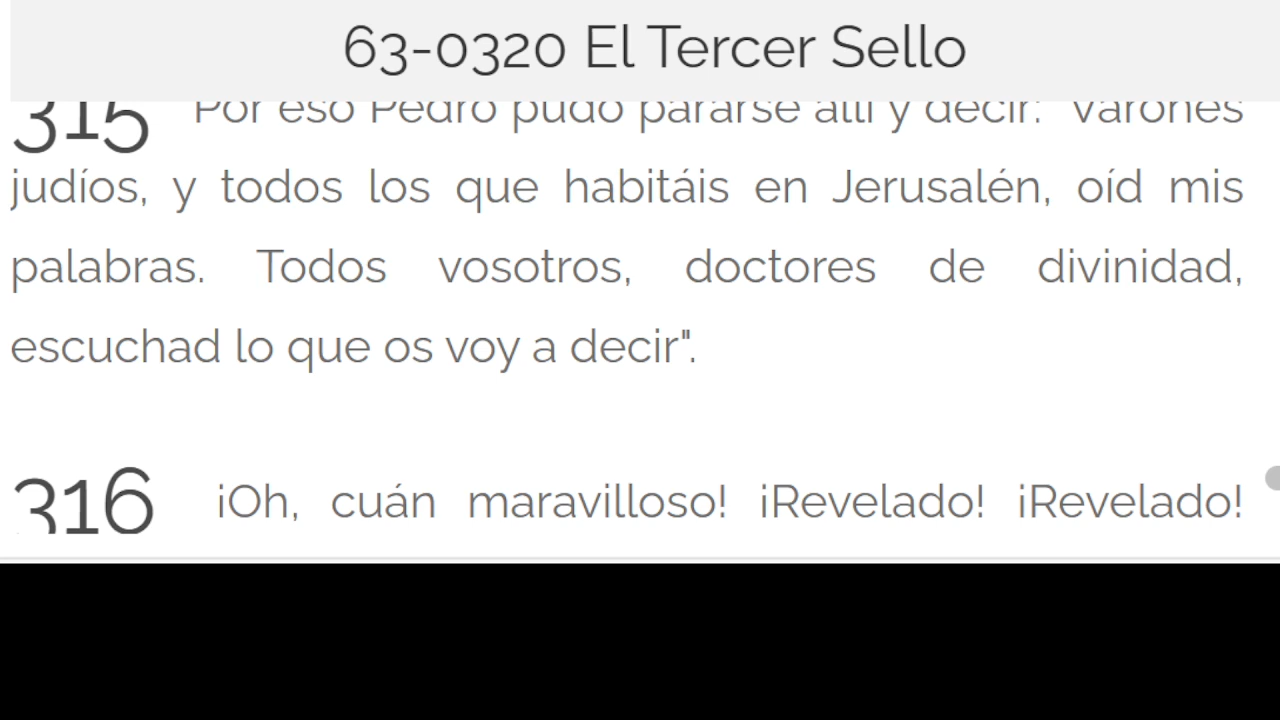 63-0320 El Tercer Sello
315 Por eso Pedro pudo pararse allí y decir: "Varones
judíos, y todos los que habitáis en Jerusalén, oíd mis
palabras. Todos vosotros, doctores de divinidad,
escuchad lo que os voy a decir".
316 ¡Oh, cuán maravilloso! ¡Revelado! ¡Revelado!